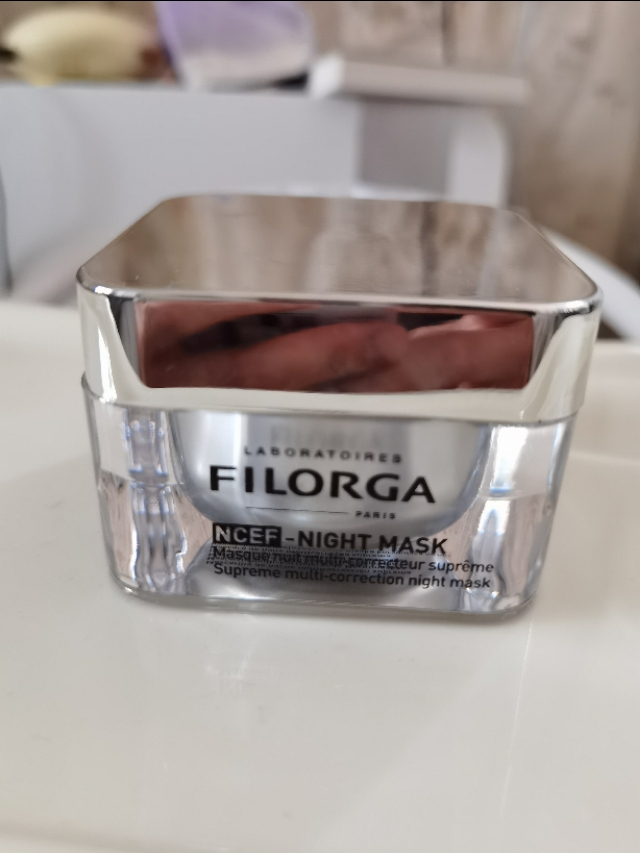 LABORATOIRES
FILORGA
PARIS
NCEF-NIGHT MASK
Masque nuit multi-correcteur suprême
Supreme multi-correction night mask